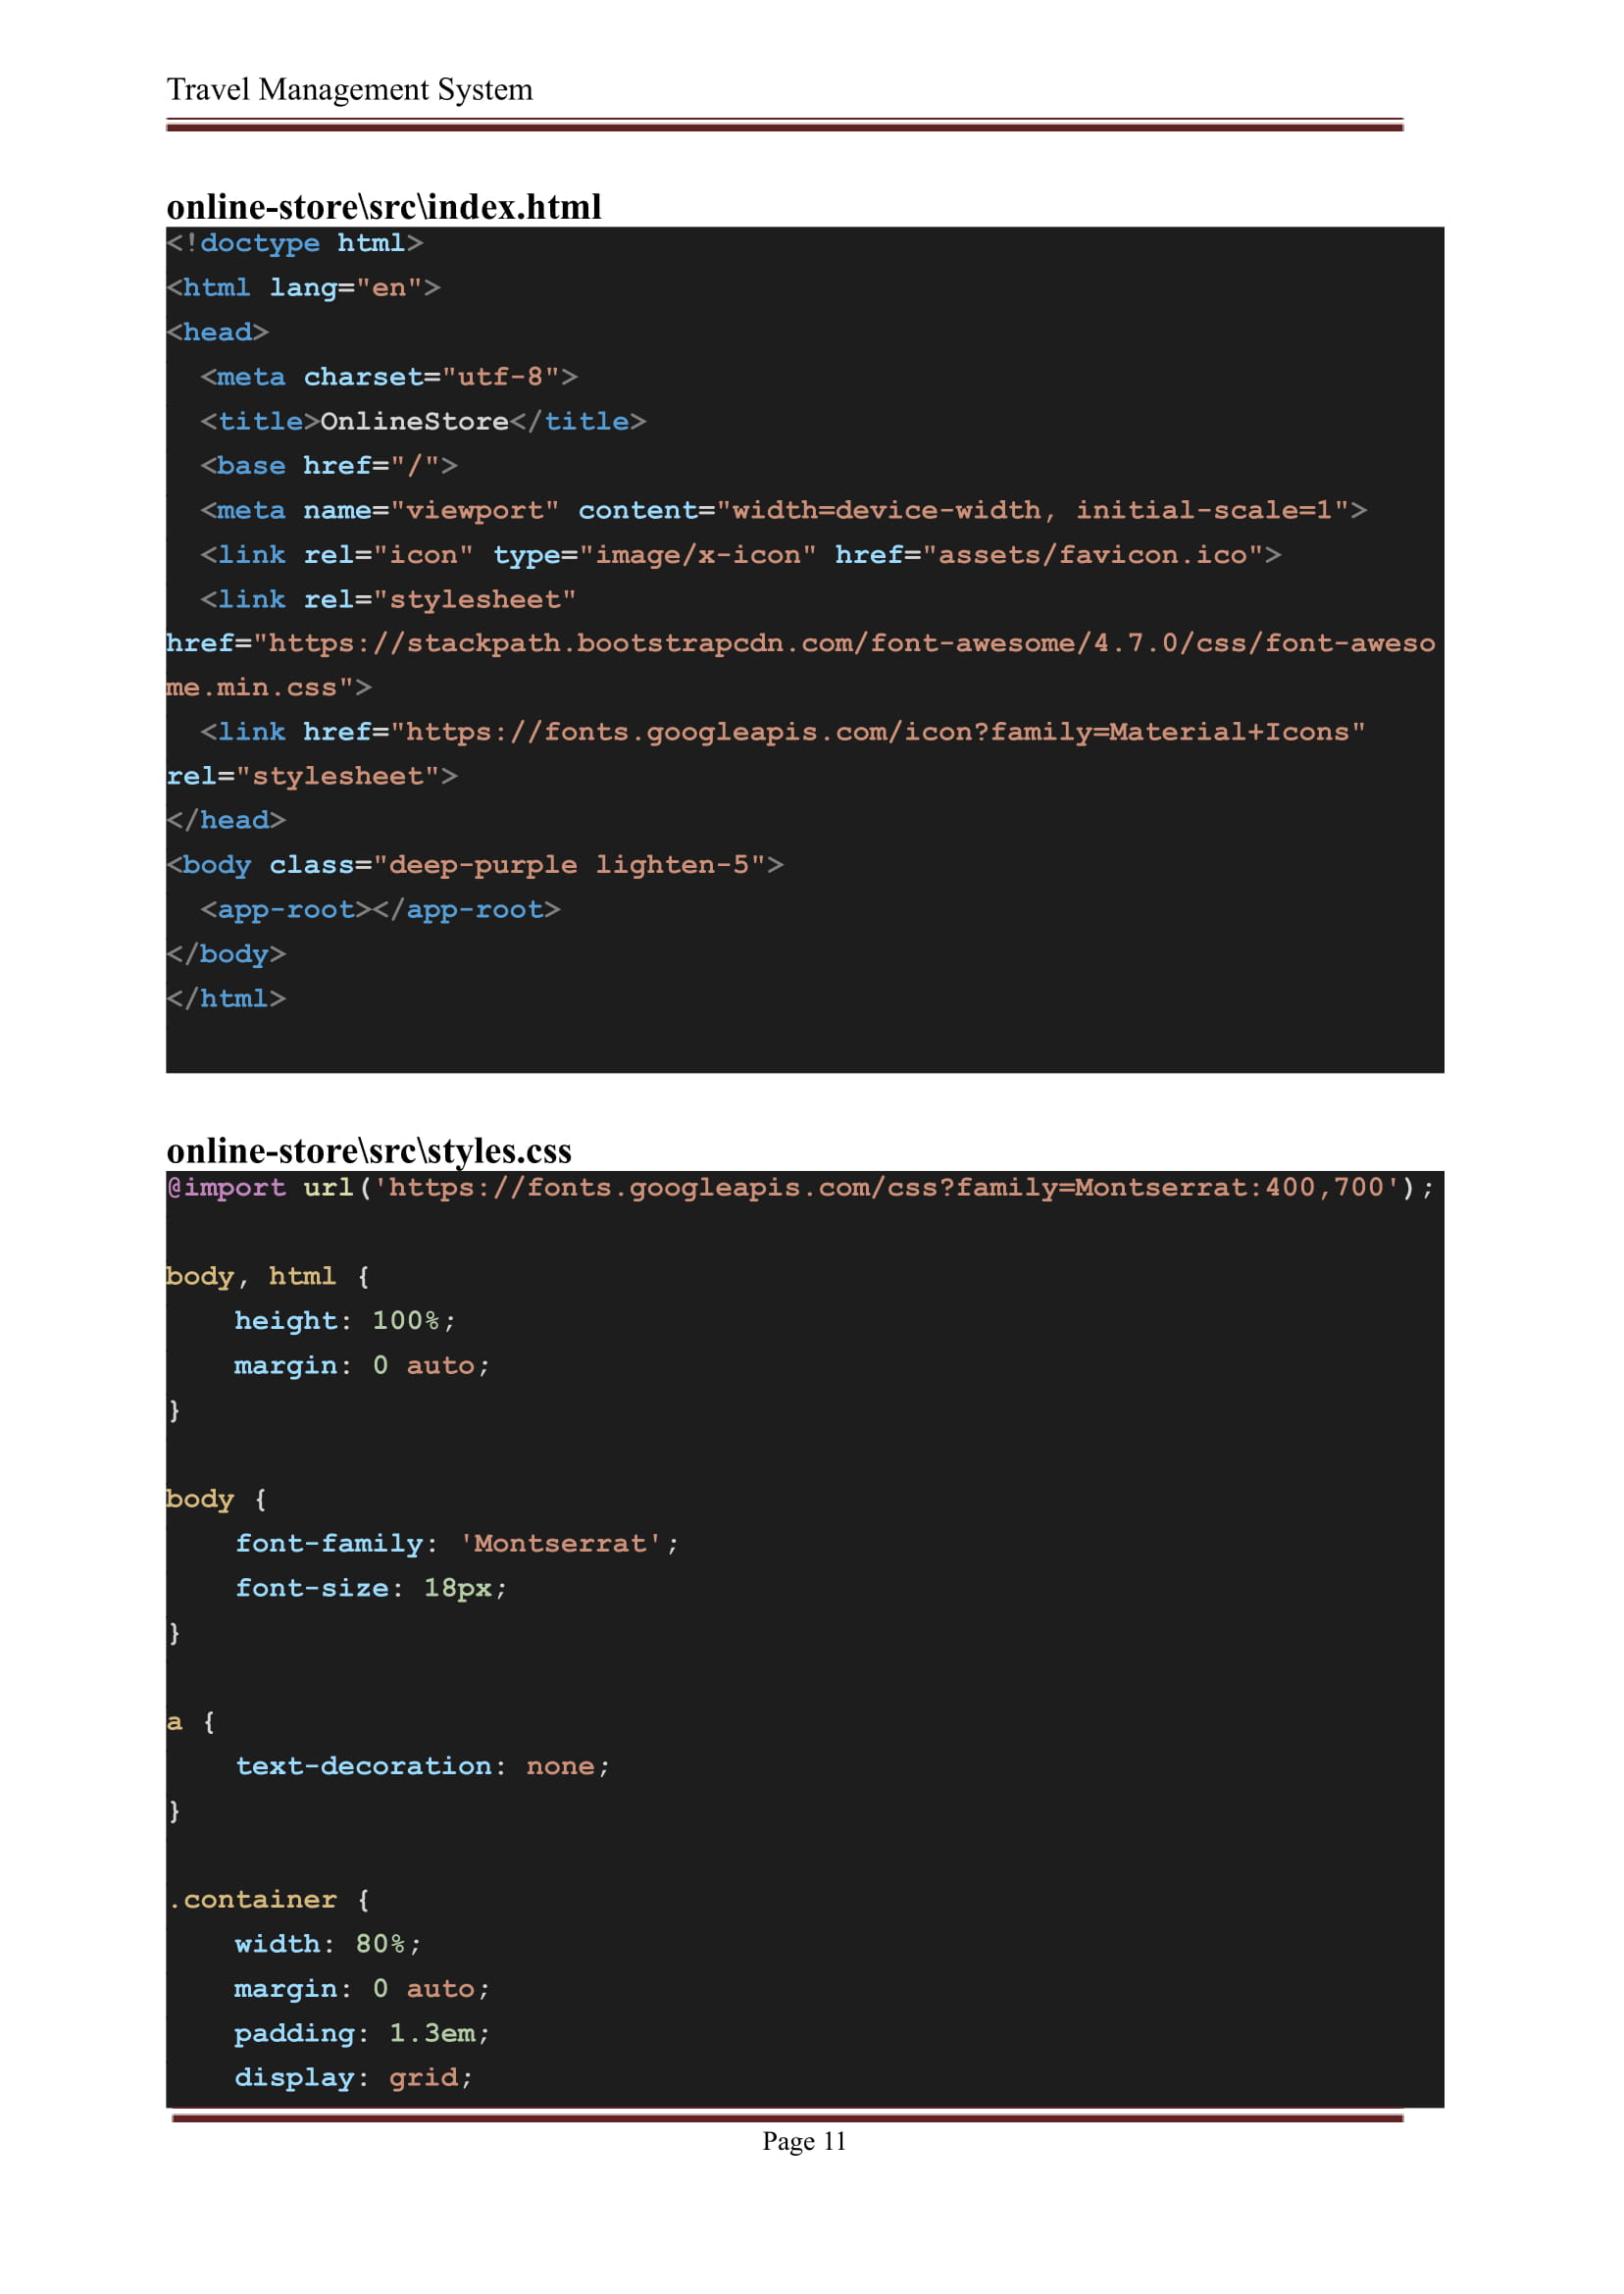 Travel Management System
online-store\src\index.html
<!doctype html>
<html lang="en">
<head>
  <meta charset="utf-8">
  <title>OnlineStore</title>
  <base href="/">
  <meta name="viewport" content="width=device-width, initial-scale=1">
  <link rel="icon" type="image/x-icon" href="assets/favicon.ico">
  <link rel="stylesheet"
href="https://stackpath.bootstrapcdn.com/font-awesome/4.7.0/css/font-aweso
me.min.css">
  <link href="https://fonts.googleapis.com/icon?family=Material+Icons"
rel="stylesheet">
</head>
<body class="deep-purple lighten-5">
  <app-root></app-root>
</body>
</html>
online-store\src\styles.css
@import url('https://fonts.googleapis.com/css?family=Montserrat:400,700');
body, html {
    height: 100%;
    margin: 0 auto;
}
body {
    font-family: 'Montserrat';
    font-size: 18px;
}
a {
    text-decoration: none;
}
.container {
    width: 80%;
    margin: 0 auto;
    padding: 1.3em;
    display: grid;
Page 11